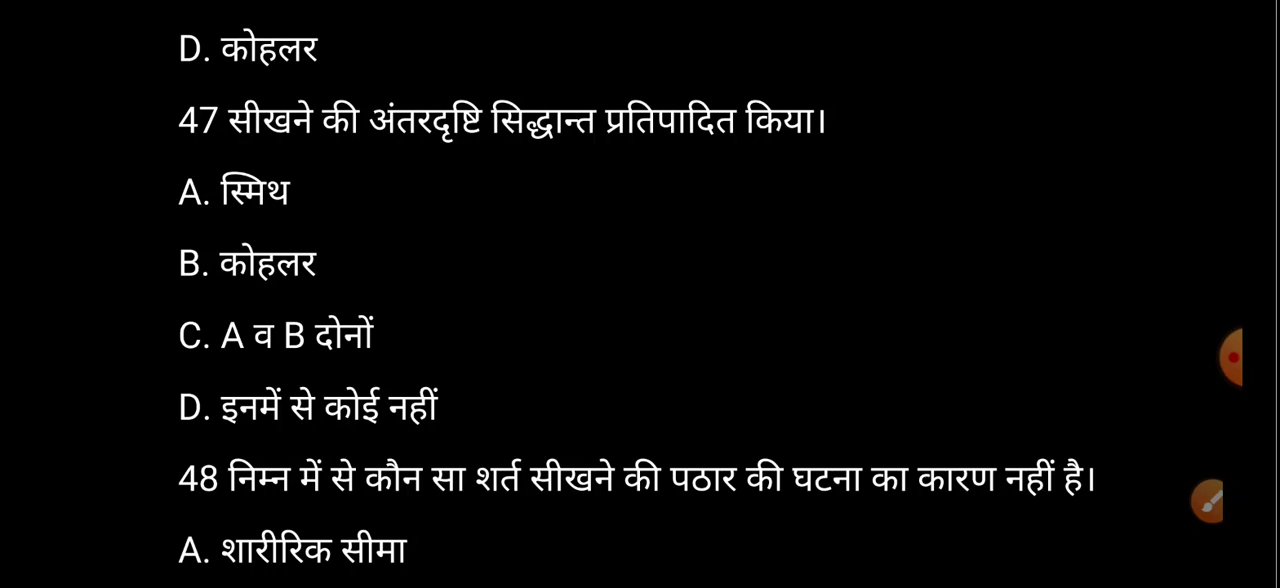 D. कोहलर
47 सीखने की अंतरदृष्टि सिद्धान्त प्रतिपादित किया।
A. स्मिथ
B. कोहलर
C. A व B दोनों
D. इनमें से कोई नहीं
48 निम्न में से कौन सा शर्त सीखने की पठार की घटना का कारण नहीं है।
A. शारीरिक सीमा